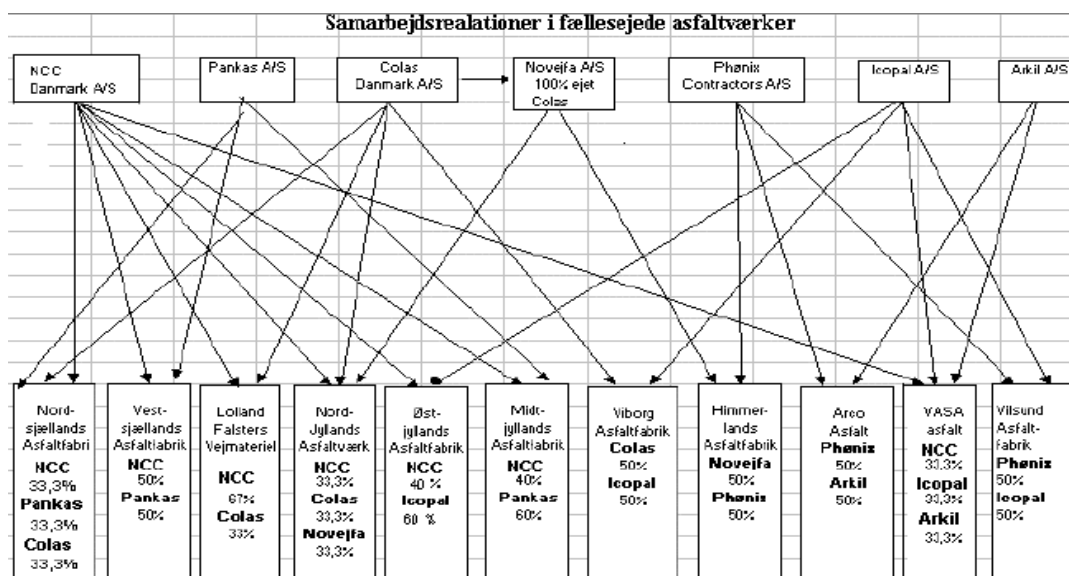 Samarbejdsrealationer i fællesejede asfaltværker
NCC
Danmark A/S
Pankas A/S
Colas
Danmark A/S
Novejfa A/S
100% ejet
Colas
Phønix
Contractors A/S
Icopal A/S
Arkil A/S
Nord-
sjællands
Asfaltfabri
NCC
33,3%
Pankas
33,3%
Colas
33,3%
Vest-
sjællands
Asfaltfabrik
NCC
50%
Pankas
50%
Lolland
Falsters
Vejmateriel
NCC
67%
Colas
33%
Nord-
Jyllands
Asfaltværk
NCC
33,3%
Colas
33,3%
Novejfa
33,3%
Øst-
jyllands
Asfaltfabrik
NCC
40 %
Icopal
60 %
Midt-
jyllands
Asfaltfabrik
NCC
40%
Pankas
60%
Viborg
Asfaltfabrik
Colas
50%
Icopal
50%
Himmer-
lands
Asfaltfabrik
Novejfa
50%
Phøniz
50%
Arco
Asfalt
Phøniz
50%
Arkil
50%
VASA
asfalt
NCC
33,3%
Icopal
33,3%
Arkil
33,3%
Vilsund
Asfalt-
fabrik
Phøniz
50%
Icopal
50%